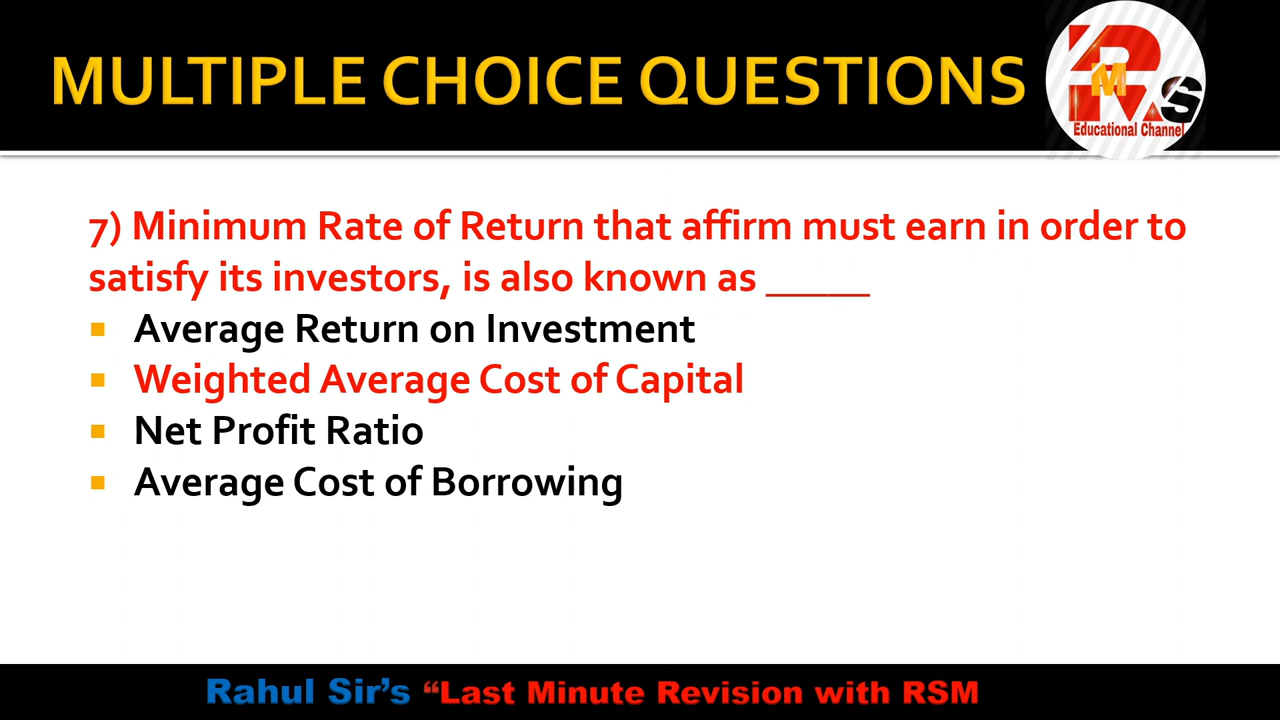 MULTIPLE CHOICE QUESTIONS
RMS
Educational Channel
7) Minimum Rate of Return that affirm must earn in order to
satisfy its investors, is also known as _____
Average Return on Investment
Weighted Average Cost of Capital
Net Profit Ratio
Average Cost of Borrowing
Rahul Sir's “Last Minute Revision with RSM